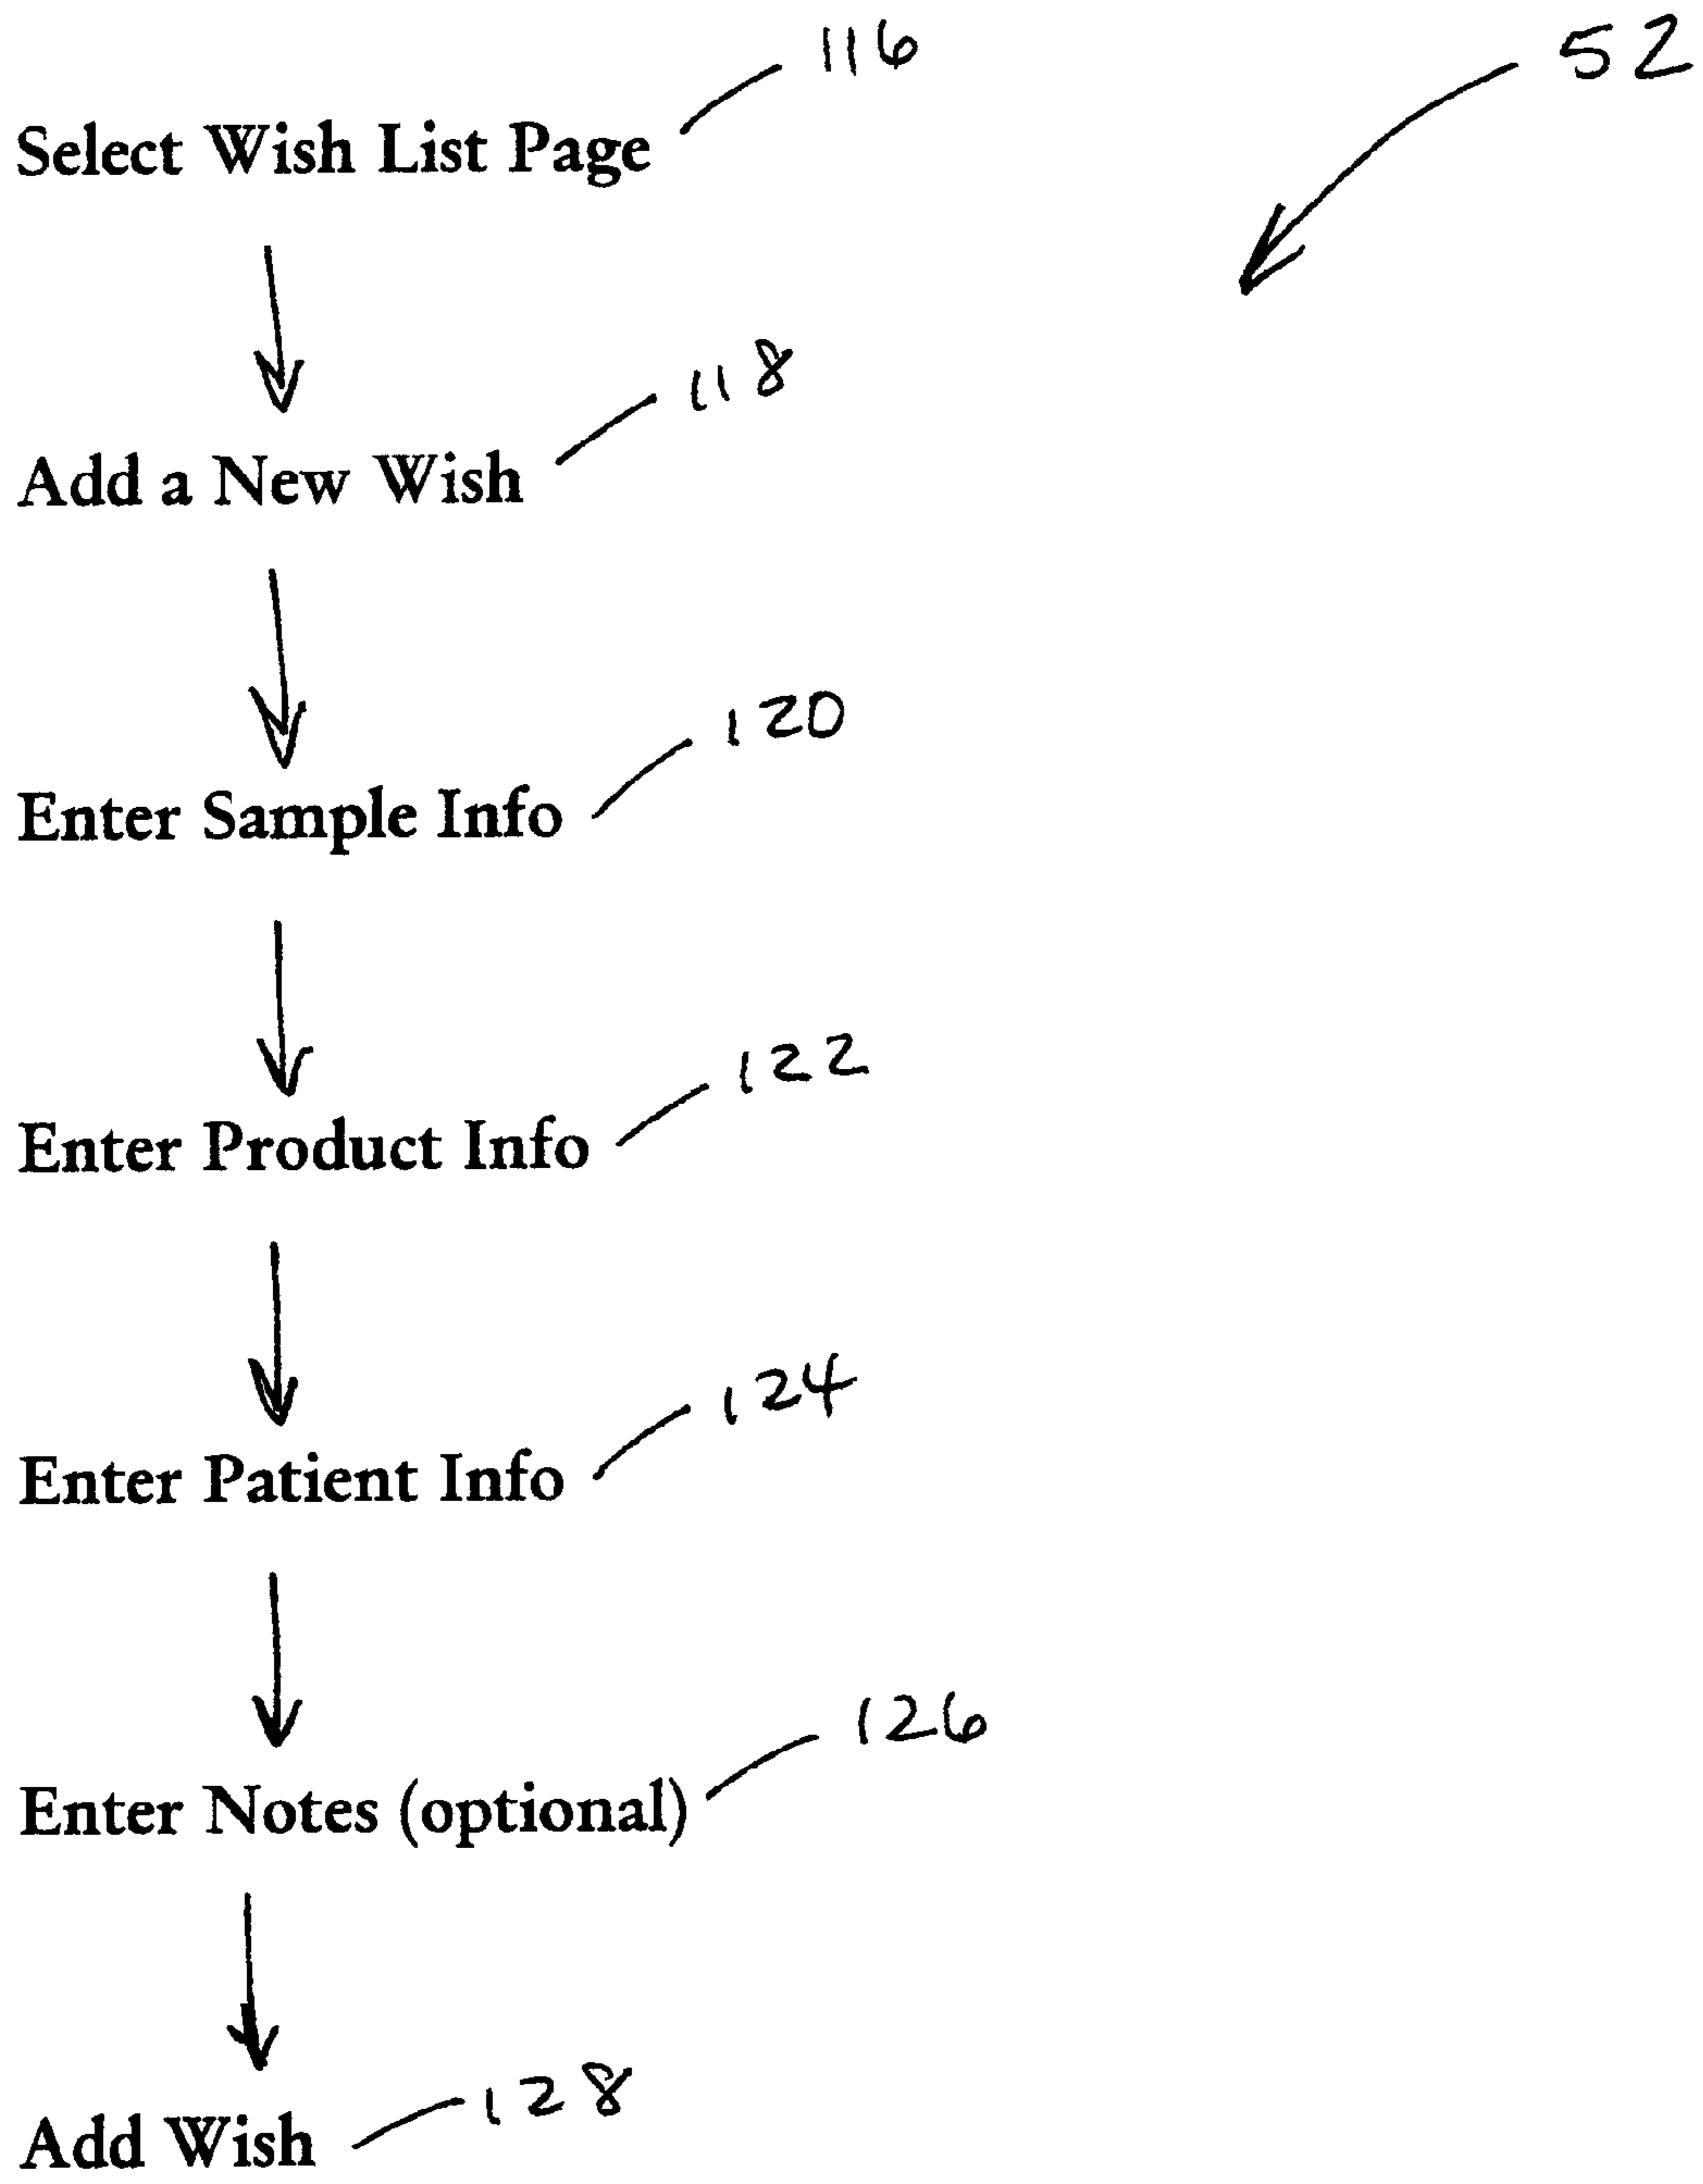 116
52
Select Wish List Page
118
Add a New Wish
120
Enter Sample Info
122
Enter Product Info
124
Enter Patient Info
126
Enter Notes (optional)
128
Add Wish